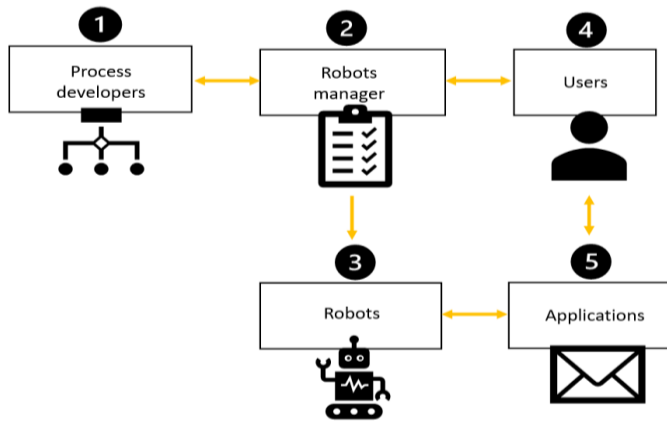 1
Process
developers
2
Robots
manager
4
Users
3
Robots
5
Applications